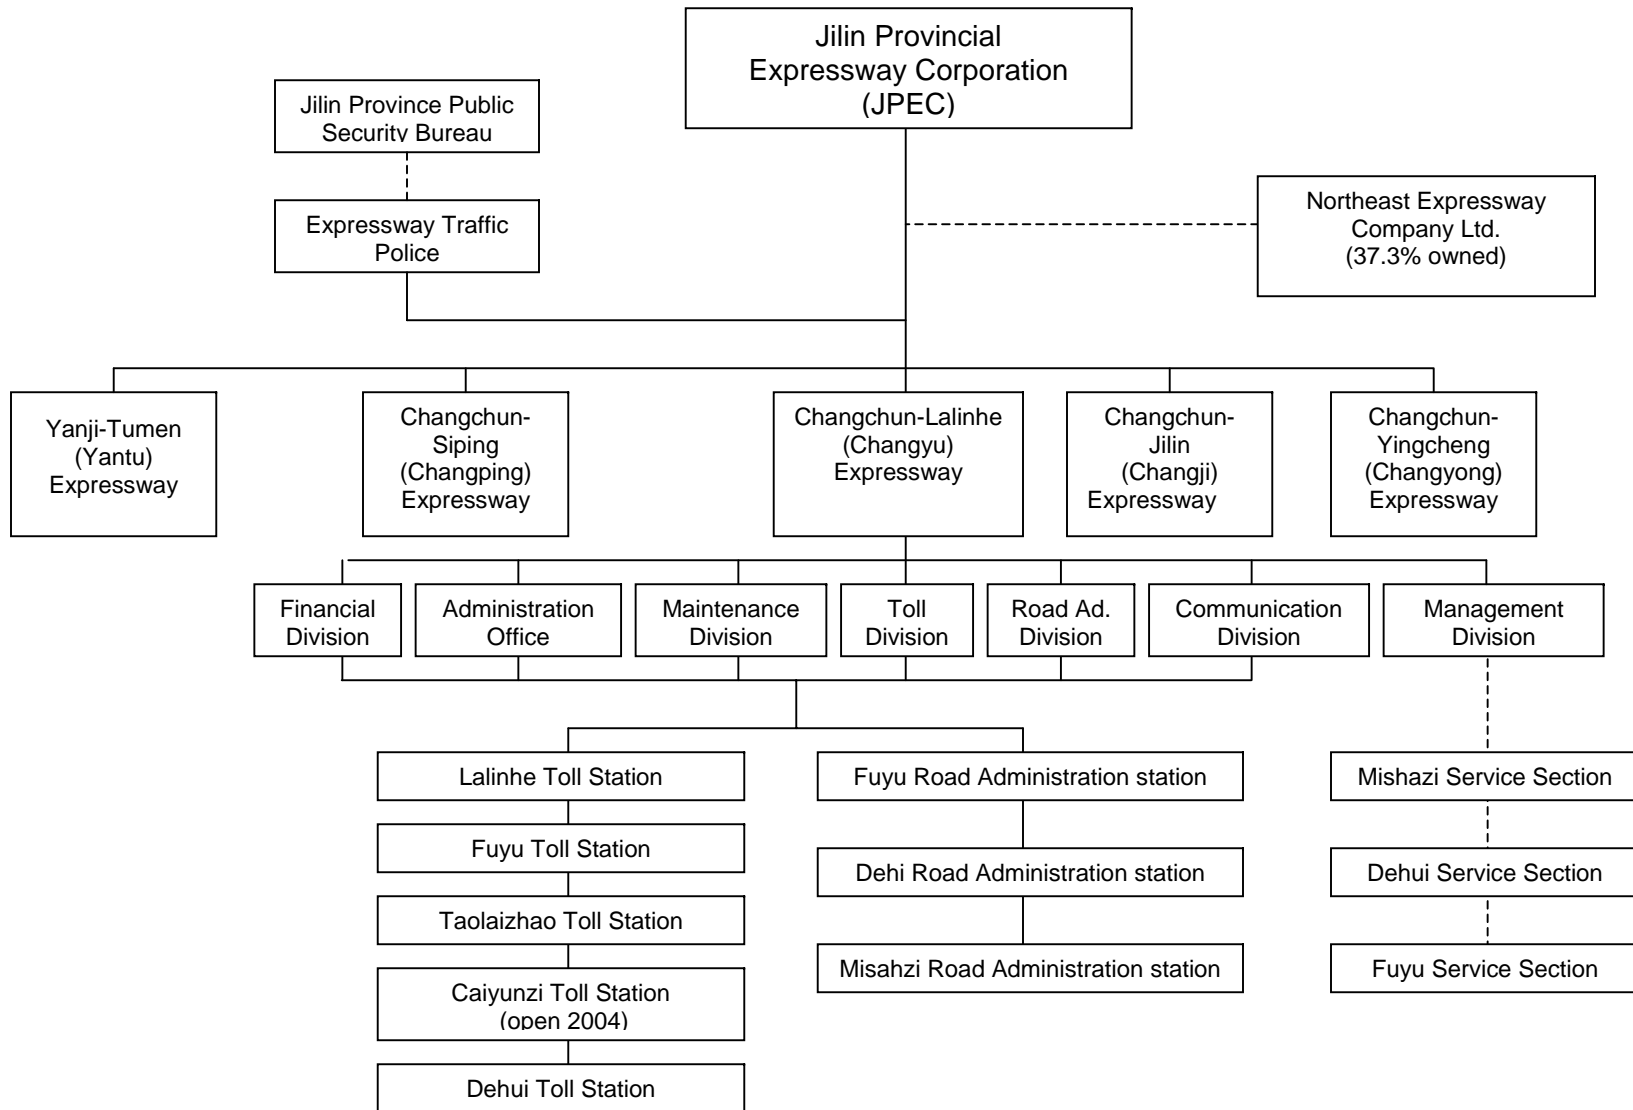 Jilin Provincial
Expressway Corporation
(JPEC)
Jilin Province Public
Security Bureau
Expressway Traffic
Police
Northeast Expressway
Company Ltd.
(37.3% owned)
Yanji-Tumen
(Yantu)
Expressway
Changchun-
Siping
(Changping)
Expressway
Changchun-Lalinhe
(Changyu)
Expressway
Changchun-
Jilin
(Changji)
Expressway
Changchun-
Yingcheng
(Changyong)
Expressway
Financial
Division
Administration
Office
Maintenance
Division
Toll
Division
Road Ad.
Division
Communication
Division
Management
Division
Lalinhe Toll Station
Fuyu Toll Station
Taolaizhao Toll Station
Caiyunzi Toll Station
(open 2004)
Dehui Toll Station
Fuyu Road Administration station
Dehi Road Administration station
Misahzi Road Administration station
Mishazi Service Section
Dehui Service Section
Fuyu Service Section